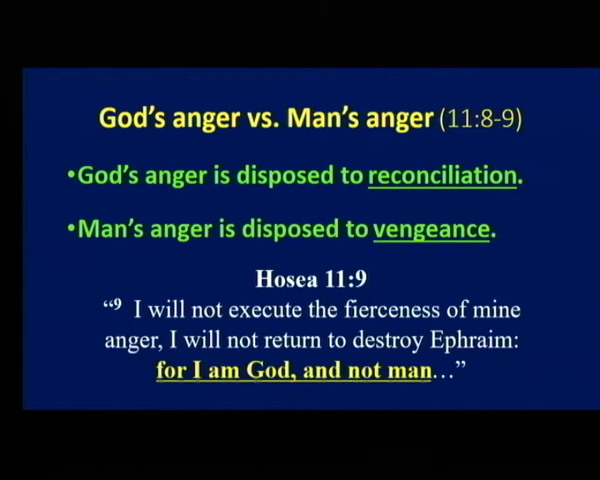 God's anger vs. Man's anger (11:8-9)
•God's anger is disposed to reconciliation.
•Man's anger is disposed to vengeance.
Hosea 11:9
“⁹ I will not execute the fierceness of mine
anger, I will not return to destroy Ephraim:
for I am God, and not man…”